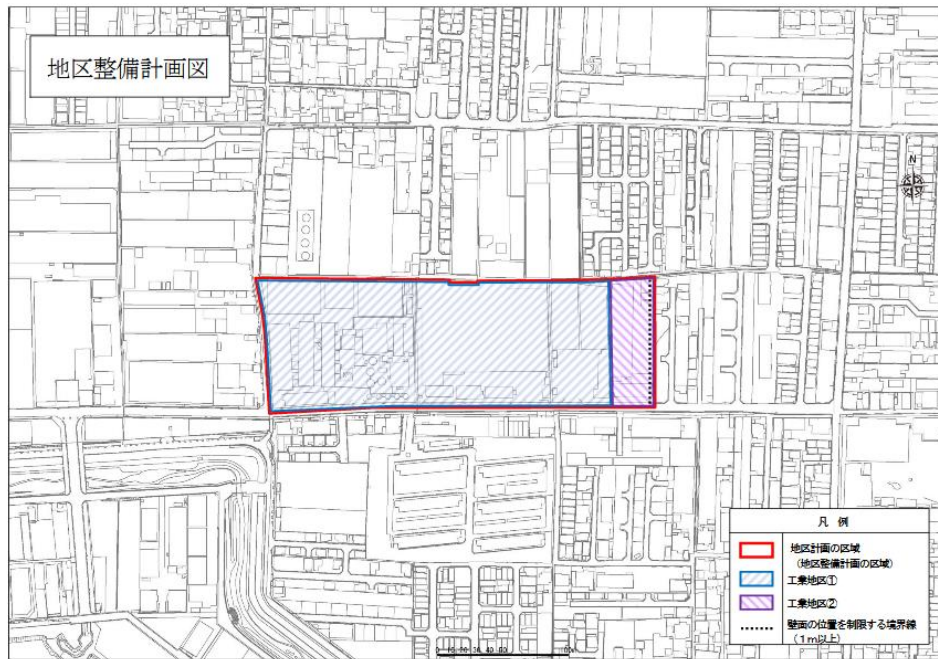 地区整備計画図
N
凡 例
地区計画の区域
(地区整備計画の区域)
工業地区①
工業地区②
壁面の位置を制限する境界線
(1m以上)